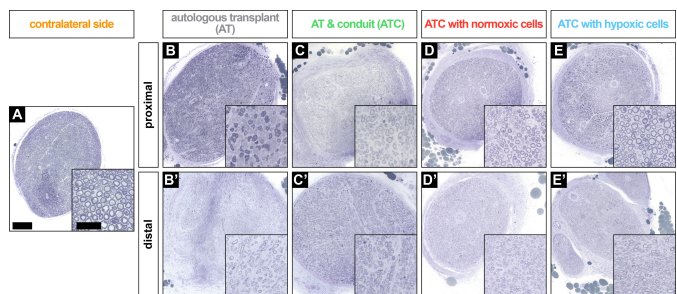 contralateral side
autologous transplant
(AT)
AT & conduit (ATC)
ATC with normoxic cells
ATC with hypoxic cells
A
proximal
B
C
D
E
distal
B'
C'
D'
E'